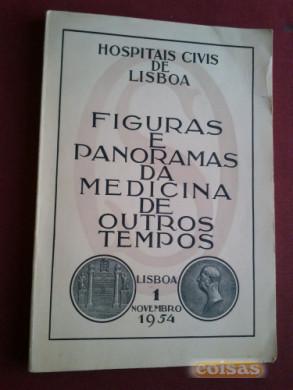 HOSPITAIS CIVIS
DE
LISBOA
FIGURAS
E
PANORAMAS
DA
MEDICINA
DE
OUTROS
TEMPOS
LISBOA
1
NOVEMBRO
1954
coisas